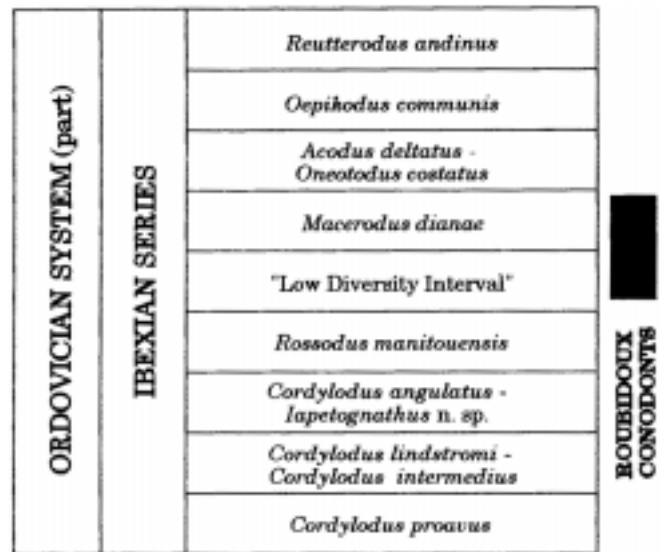 ORDOVICIAN SYSTEM (part)
IBEXIAN SERIES
Reutterodus andinus
Oepikodus communis
Acodus deltatus -
Oneotodus costatus
Macerodus dianae
"Low Diversity Interval"
Rossodus manitouensis
Cordylodus angulatus -
Iapetognathus n. sp.
Cordylodus lindstromi -
Cordylodus intermedius
Cordylodus proavus
ROUBIDOUX
CONODONTS